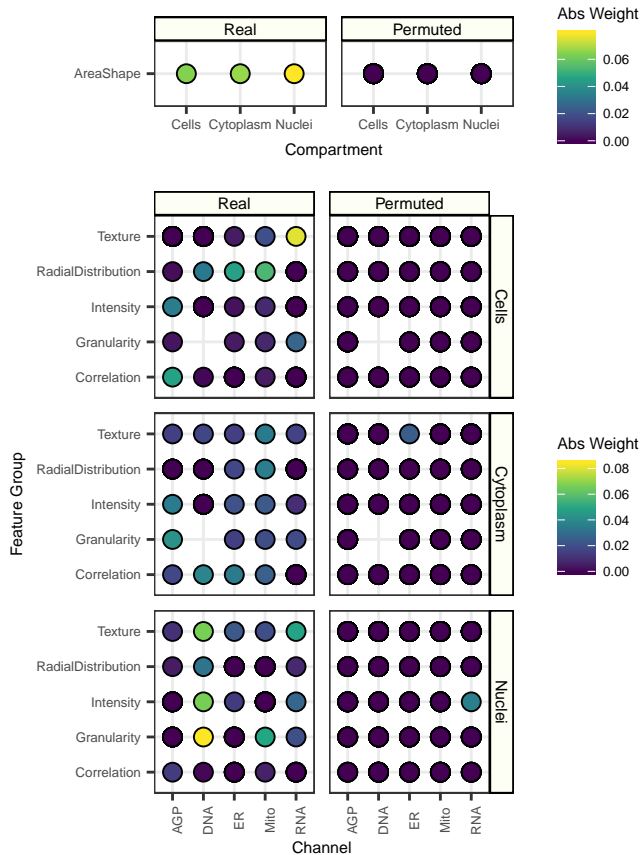 Real
Permuted
AreaShape
Cells
Cytoplasm
Nuclei
Cells
Cytoplasm
Nuclei
Compartment
Abs Weight
0.06
0.04
0.02
0.00
Real
Permuted
Feature Group
Texture
RadialDistribution
Intensity
Granularity
Correlation
Cells
Texture
RadialDistribution
Intensity
Granularity
Correlation
Cytoplasm
Texture
RadialDistribution
Intensity
Granularity
Correlation
Nuclei
AGP
DNA
ER
Mito
RNA
AGP
DNA
ER
Mito
RNA
Channel
Abs Weight
0.08
0.06
0.04
0.02
0.00